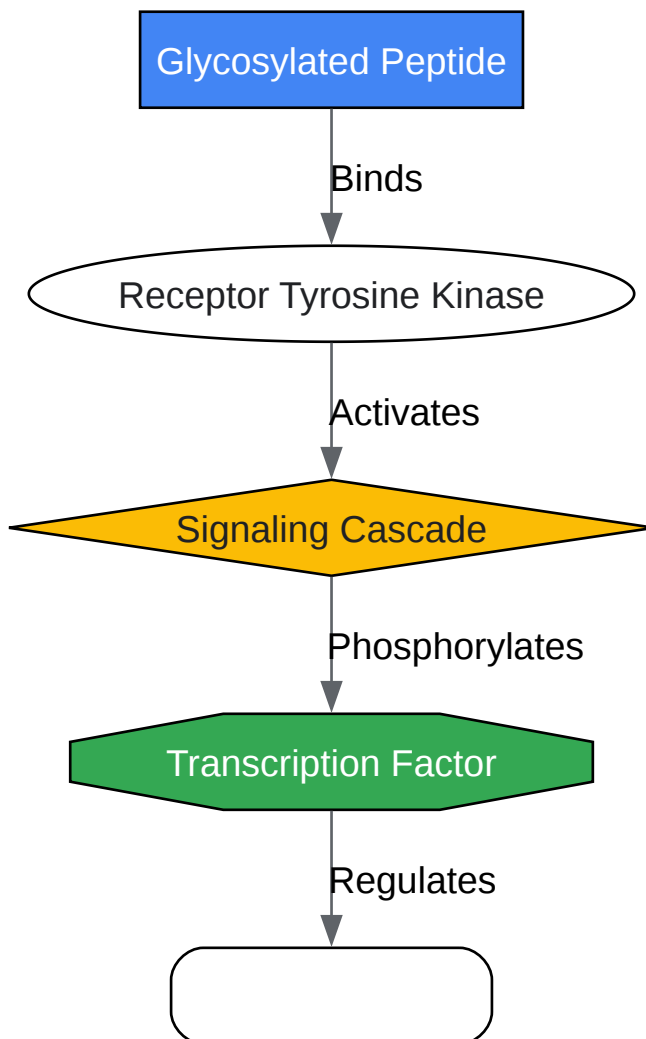 Glycosylated Peptide
Binds
Receptor Tyrosine Kinase
Activates
Signaling Cascade
Phosphorylates
Transcription Factor
Regulates